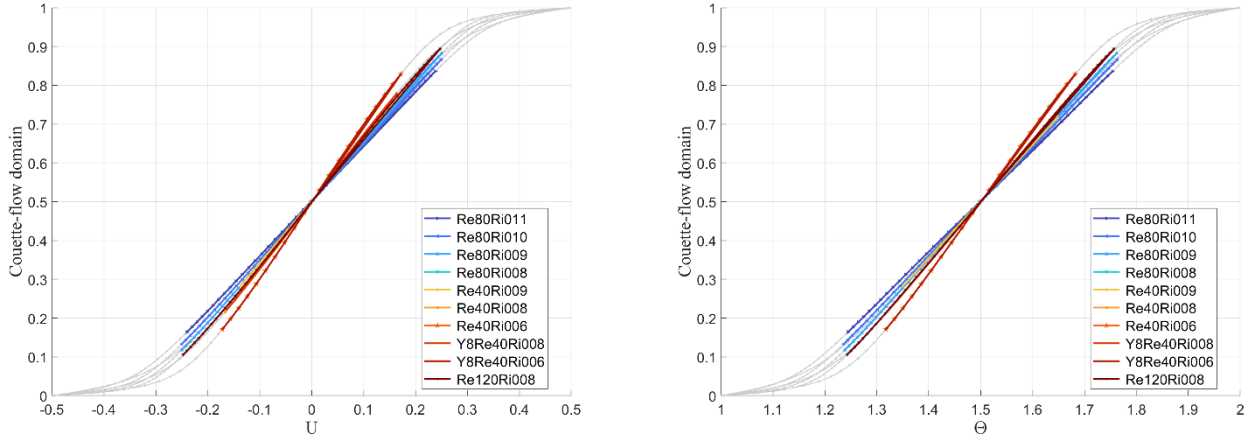 1
0.9
0.8
0.7
0.6
0.5
0.4
0.3
0.2
0.1
0
Couette-flow domain
-0.5 -0.4 -0.3 -0.2 -0.1 0 0.1 0.2 0.3 0.4 0.5
U
Re80Ri011
Re80Ri010
Re80Ri009
Re80Ri008
Re40Ri009
Re40Ri008
Re40Ri006
Y8Re40Ri008
Y8Re40Ri006
Re120Ri008
1
0.9
0.8
0.7
0.6
0.5
0.4
0.3
0.2
0.1
0
Couette-flow domain
1 1.1 1.2 1.3 1.4 1.5 1.6 1.7 1.8 1.9 2
Θ
Re80Ri011
Re80Ri010
Re80Ri009
Re80Ri008
Re40Ri009
Re40Ri008
Re40Ri006
Y8Re40Ri008
Y8Re40Ri006
Re120Ri008